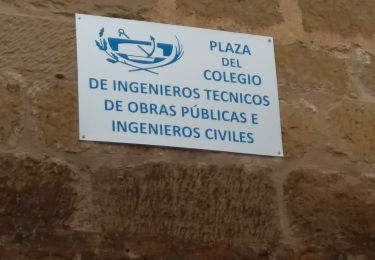 PLAZA
DEL
COLEGIO
DE INGENIEROS TECNICOS
DE OBRAS PÚBLICAS E
INGENIEROS CIVILES